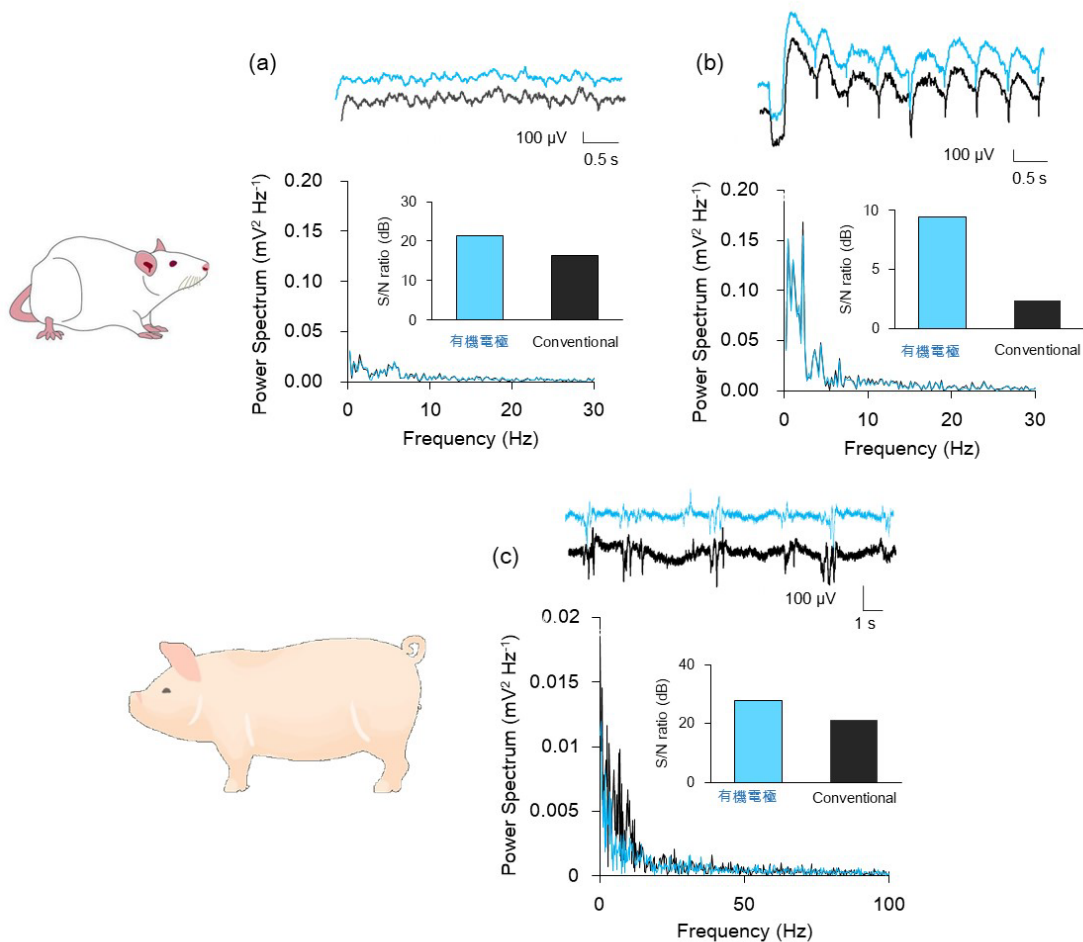 (a)
100 μV
0.5 s
Power Spectrum (mV² Hz⁻¹)
0.20
0.15
0.10
0.05
0.00
0
10
20
30
Frequency (Hz)
S/N ratio (dB)
30
20
10
0
有機電極
Conventional
(b)
100 μV
0.5 s
Power Spectrum (mV² Hz⁻¹)
0.20
0.15
0.10
0.05
0.00
0
10
20
30
Frequency (Hz)
S/N ratio (dB)
10
5
0
有機電極
Conventional
(c)
100 μV
1 s
Power Spectrum (mV² Hz⁻¹)
0.02
0.015
0.01
0.005
0
0
50
100
Frequency (Hz)
S/N ratio (dB)
40
20
0
有機電極
Conventional